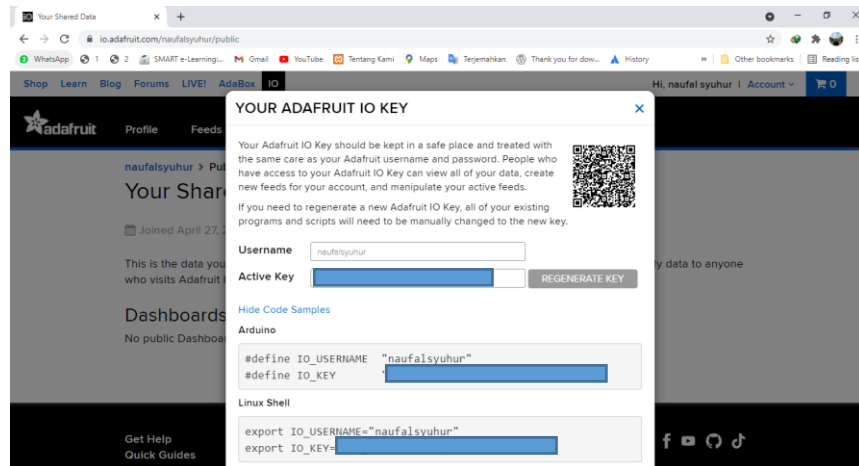 Your Shared Data
io.adafruit.com/naufalsyuhur/public
WhatsApp 1 2 SMART e-Learning:... Gmail YouTube Tentang Kami Maps Terjemahkan Thank you for dow... History » Other bookmarks Reading lis
Shop Learn Blog Forums LIVE! AdaBox IO Hi, naufal syuhur | Account 0
adafruit Profile Feeds
YOUR ADAFRUIT IO KEY
naufalsyuhur > Pu
Your Shar
Joined April 27, 2
This is the data you
who visits Adafruit I
ly data to anyone
Dashboards
No public Dashboa
Your Adafruit IO Key should be kept in a safe place and treated with
the same care as your Adafruit username and password. People who
have access to your Adafruit IO Key can view all of your data, create
new feeds for your account, and manipulate your active feeds.
If you need to regenerate a new Adafruit IO Key, all of your existing
programs and scripts will need to be manually changed to the new key.
Username naufalsyuhur
Active Key REGENERATE KEY
Hide Code Samples
Arduino
#define IO_USERNAME "naufalsyuhur"
#define IO_KEY "
Linux Shell
export IO_USERNAME="naufalsyuhur"
export IO_KEY=
Get Help
Quick Guides